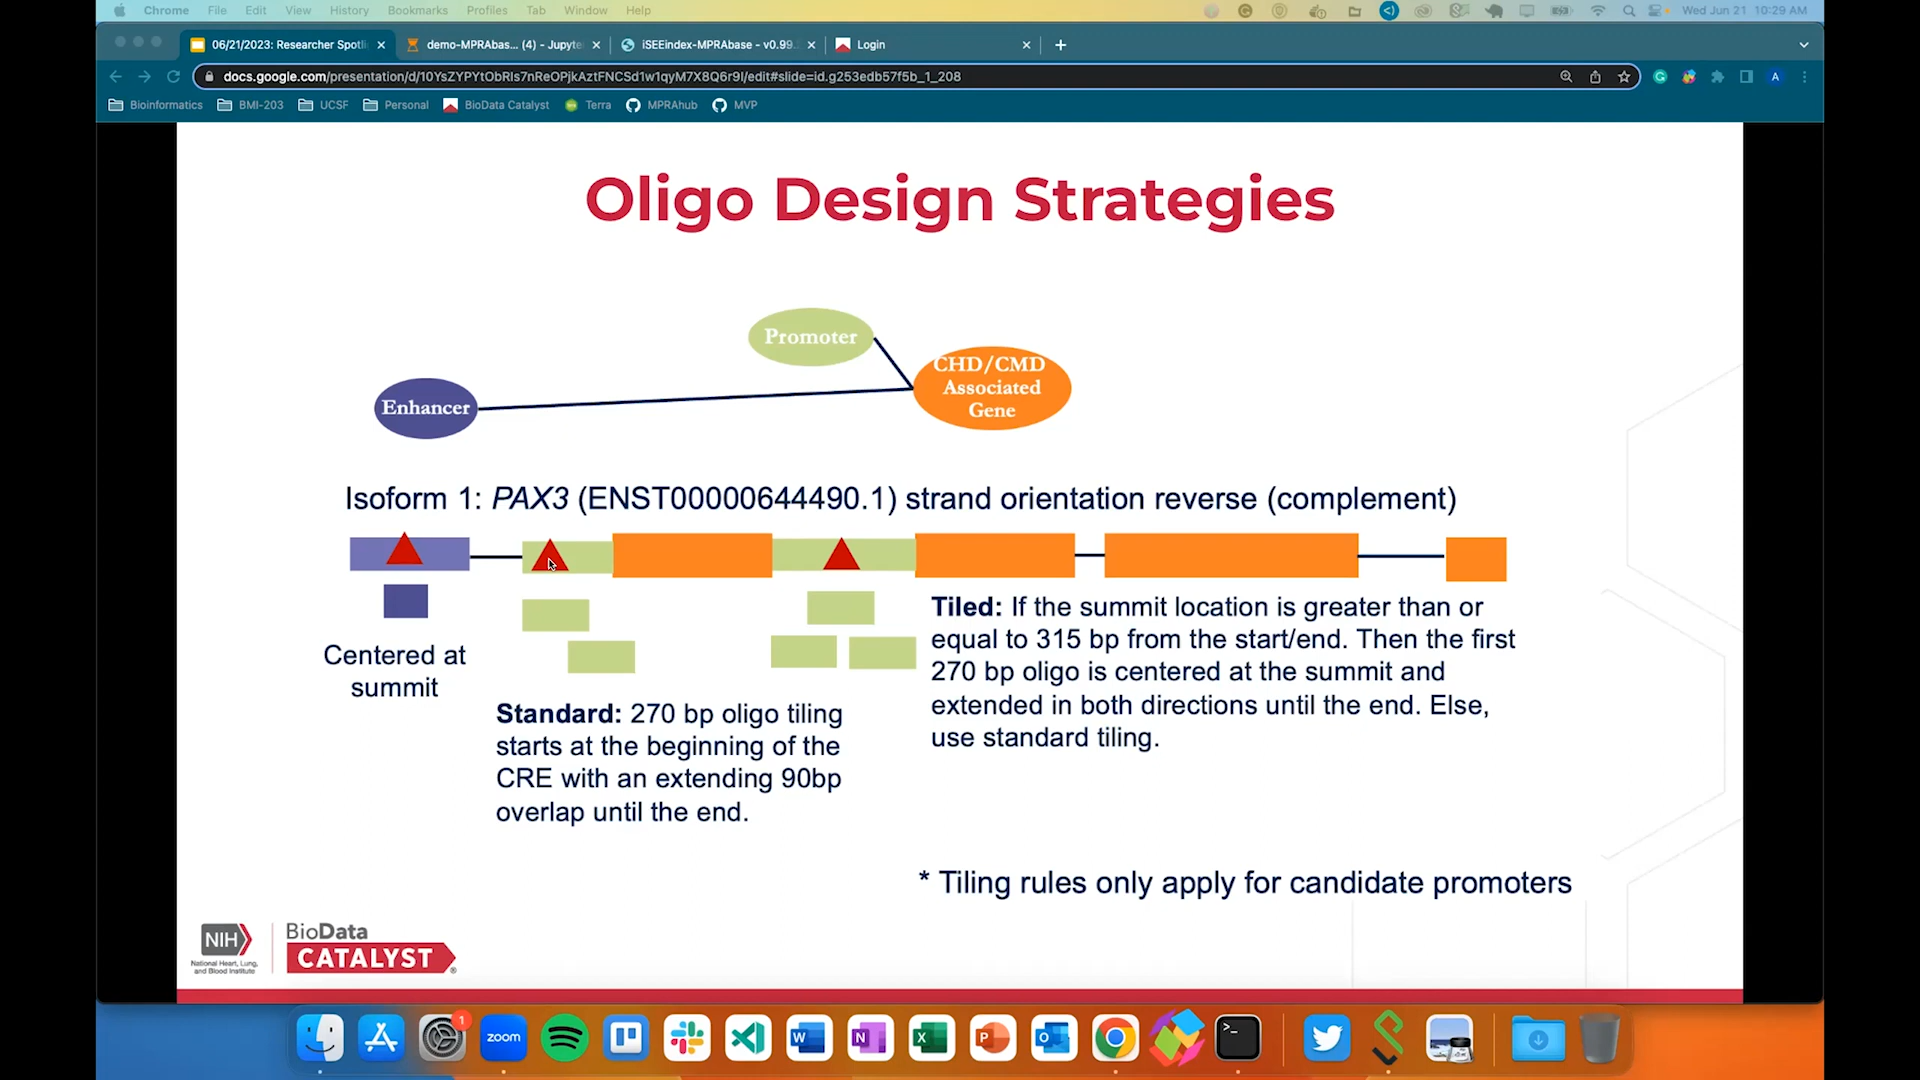 Chrome File Edit View History Bookmarks Profiles Tab Window Help Wed Jun 21 10:29 AM
06/21/2023: Researcher Spotli demo-MPRAbas... (4) - Jupyte iSEEindex-MPRAbase - v0.99. Login
docs.google.com/presentation/d/10YsZYPYtObRIs7nReOPjkAztFNCSd1w1qyM7X8Q6r9I/edit#slide=id.g253edb57f5b_1_208
Bioinformatics BMI-203 UCSF Personal BioData Catalyst Terra MPRAhub MVP
Oligo Design Strategies
Promoter
CHD/CMD
Associated
Gene
Enhancer
Isoform 1: PAX3 (ENST00000644490.1) strand orientation reverse (complement)
Centered at
summit
Standard: 270 bp oligo tiling
starts at the beginning of the
CRE with an extending 90bp
overlap until the end.
Tiled: If the summit location is greater than or
equal to 315 bp from the start/end. Then the first
270 bp oligo is centered at the summit and
extended in both directions until the end. Else,
use standard tiling.
* Tiling rules only apply for candidate promoters
NIH
National Heart, Lung,
and Blood Institute
BioData
CATALYST
1
zoom